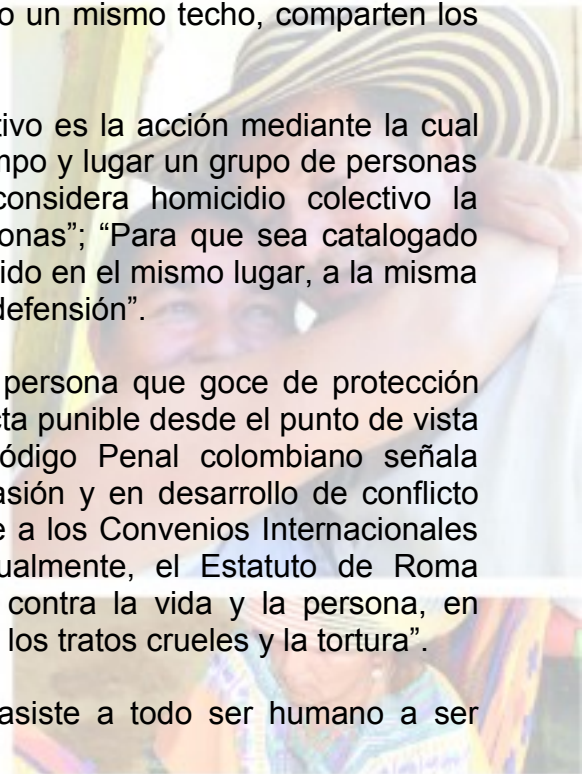 o un mismo techo, comparten los
tivo es la acción mediante la cual
mpo y lugar un grupo de personas
considera homicidio colectivo la
onas”; “Para que sea catalogado
ido en el mismo lugar, a la misma
defensión”.
persona que goce de protección
cta punible desde el punto de vista
ódigo Penal colombiano señala
asión y en desarrollo de conflicto
e a los Convenios Internacionales
ualmente, el Estatuto de Roma
contra la vida y la persona, en
los tratos crueles y la tortura”.
asiste a todo ser humano a ser